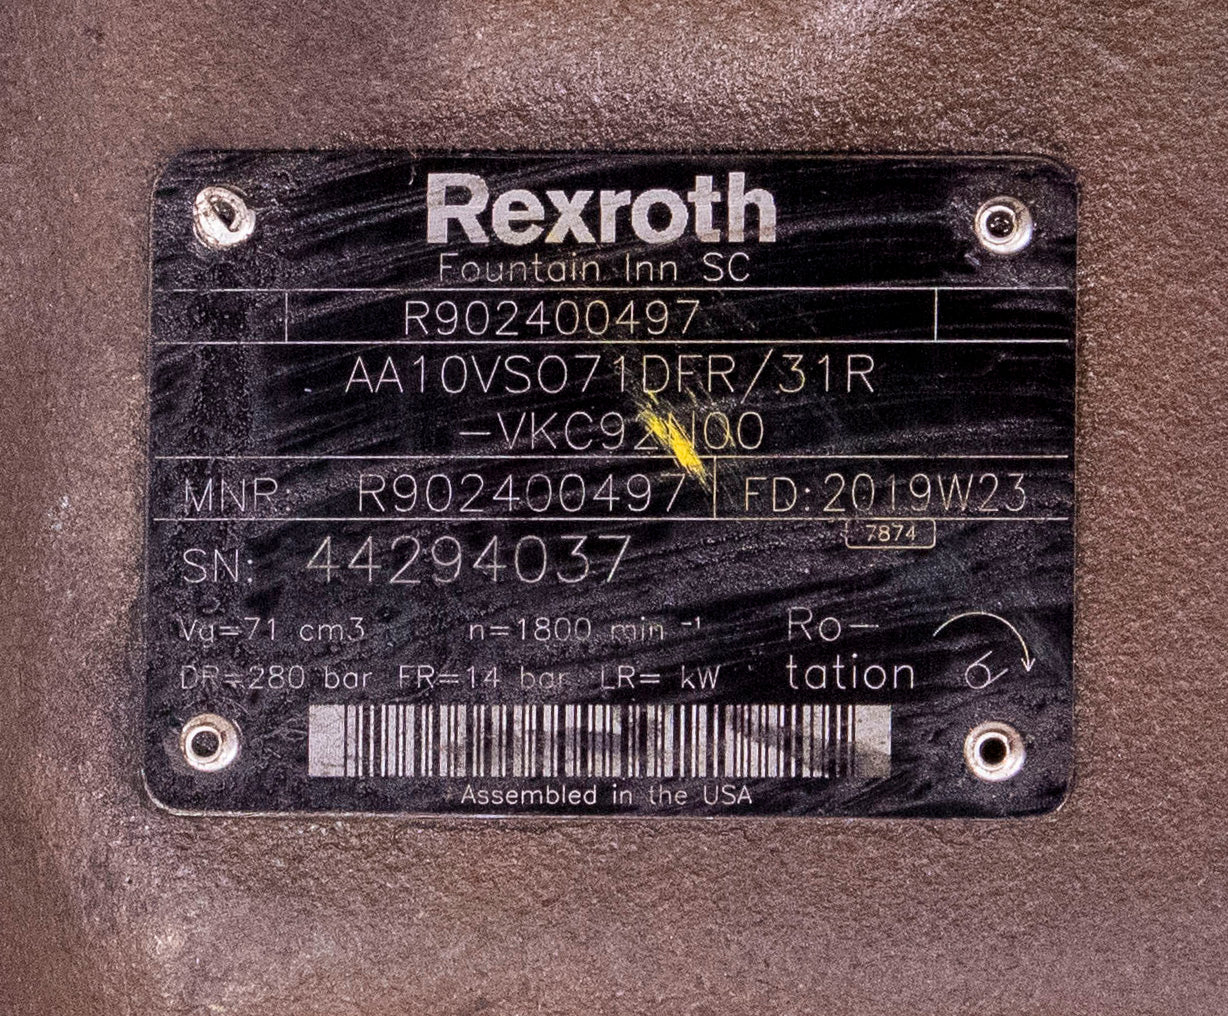 Rexroth
Fountain Inn SC
R902400497
AA10VSO71DFR/31R
-VKC92N00
MNR: R902400497 FD:2019W23
7874
SN: 44294037
Vg=71 cm3 n=1800 min ⁻¹
DR=280 bar FR=14 bar LR= kW
Ro-
tation
Assembled in the USA